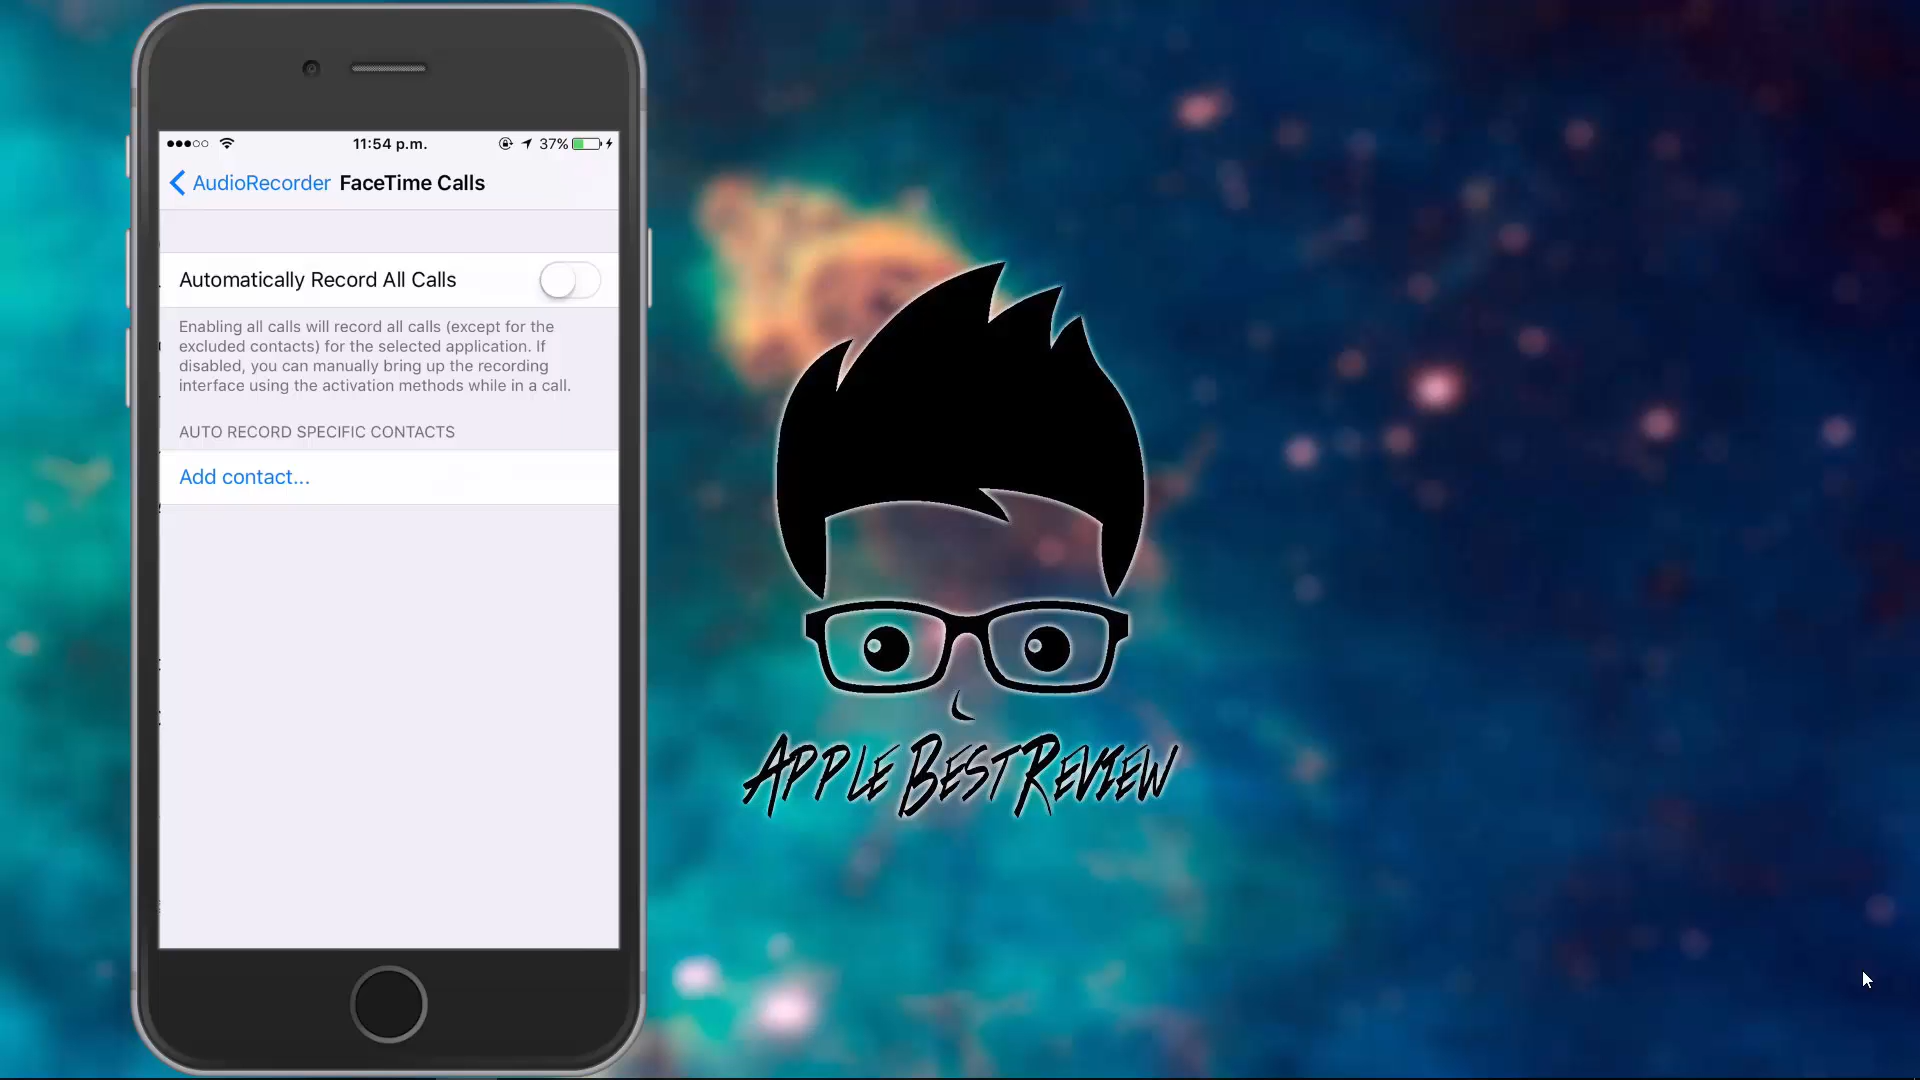 11:54 p.m.
37%
AudioRecorder FaceTime Calls
Automatically Record All Calls
Enabling all calls will record all calls (except for the
excluded contacts) for the selected application. If
disabled, you can manually bring up the recording
interface using the activation methods while in a call.
AUTO RECORD SPECIFIC CONTACTS
Add contact...
APPLE BEST REVIEW